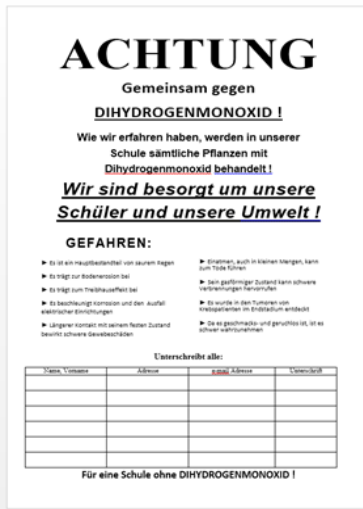 ACHTUNG
Gemeinsam gegen
DIHYDROGENMONOXID !
Wie wir erfahren haben, werden in unserer
Schule sämtliche Pflanzen mit
Dihydrogenmonoxid behandelt !
Wir sind besorgt um unsere
Schüler und unsere Umwelt !
GEFAHREN:
► Es ist ein Hauptbestandteil von saurem Regen
► Es trägt zur Bodenerosion bei
► Es trägt zum Treibhauseffekt bei
► Es beschleunigt Korrosion und den Ausfall
elektrischer Einrichtungen
► Längerer Kontakt mit seinem festen Zustand
bewirkt schwere Gewebeschäden
► Einatmen, auch in kleinen Mengen, kann
zum Tode führen
► Sein gasförmiger Zustand kann schwere
Verbrennungen hervorrufen
► Es wurde in den Tumoren von
Krebspatienten im Endstadium entdeckt
► Da es geschmacks- und geruchlos ist, ist es
schwer wahrzunehmen
Unterschreibt alle:
Name, Vorname Adresse e-mail Adresse Unterschrift
Für eine Schule ohne DIHYDROGENMONOXID !